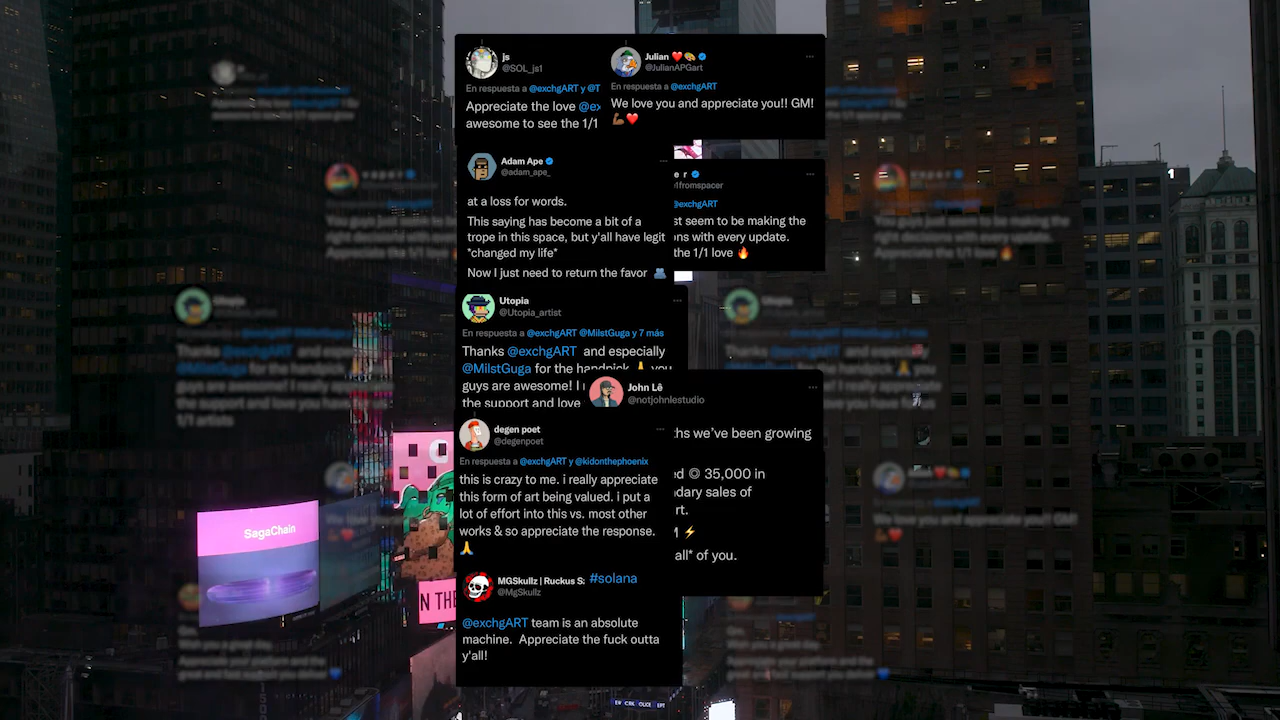 js
@SOL_js1
En respuesta a @exchgART y @T
Appreciate the love @ex
awesome to see the 1/1
Julian ❤️🎨
@JulianAPGart
En respuesta a @exchgART
We love you and appreciate you!! GM!
💪🏾❤️
Adam Ape
@adam_ape_
at a loss for words.
This saying has become a bit of a
trope in this space, but y'all have legit
*changed my life*
Now I just need to return the favor 🫂
e r
1fromspacer
@exchgART
st seem to be making the
ns with every update.
the 1/1 love 🔥
Utopia
@Utopia_artist
En respuesta a @exchgART @MilstGuga y 7 más
Thanks @exchgART and especially
@MilstGuga for the handpick 🙏 you
guys are awesome! I
the support and love
John Lê
@notjohnlestudio
ths we've been growing
ed ◎ 35,000 in
dary sales of
rt.
M ⚡
all* of you.
degen poet
@degenpoet
En respuesta a @exchgART y @kidonthephoenix
this is crazy to me. i really appreciate
this form of art being valued. i put a
lot of effort into this vs. most other
works & so appreciate the response.
🙏
MGSkullz | Ruckus S: #solana
@MgSkullz
@exchgART team is an absolute
machine. Appreciate the fuck outta
y'all!
SagaChain
N THE